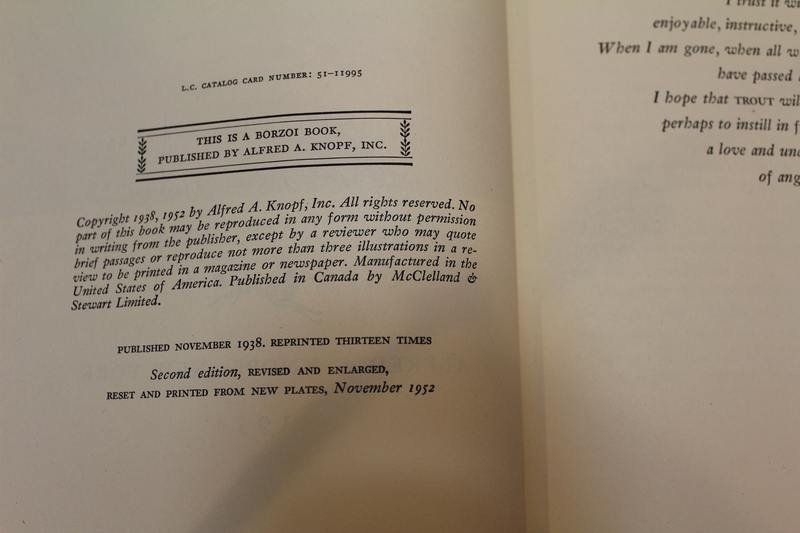 L.C. CATALOG CARD NUMBER: 51–11995
THIS IS A BORZOI BOOK,
PUBLISHED BY ALFRED A. KNOPF, INC.
Copyright 1938, 1952 by Alfred A. Knopf, Inc. All rights reserved. No
part of this book may be reproduced in any form without permission
in writing from the publisher, except by a reviewer who may quote
brief passages or reproduce not more than three illustrations in a re-
view to be printed in a magazine or newspaper. Manufactured in the
United States of America. Published in Canada by McClelland &
Stewart Limited.
PUBLISHED NOVEMBER 1938. REPRINTED THIRTEEN TIMES
Second edition, REVISED AND ENLARGED,
RESET AND PRINTED FROM NEW PLATES, November 1952
I trust it
enjoyable, instructive,
When I am gone, when all
have passed
I hope that TROUT
perhaps to instill in
a love and
of